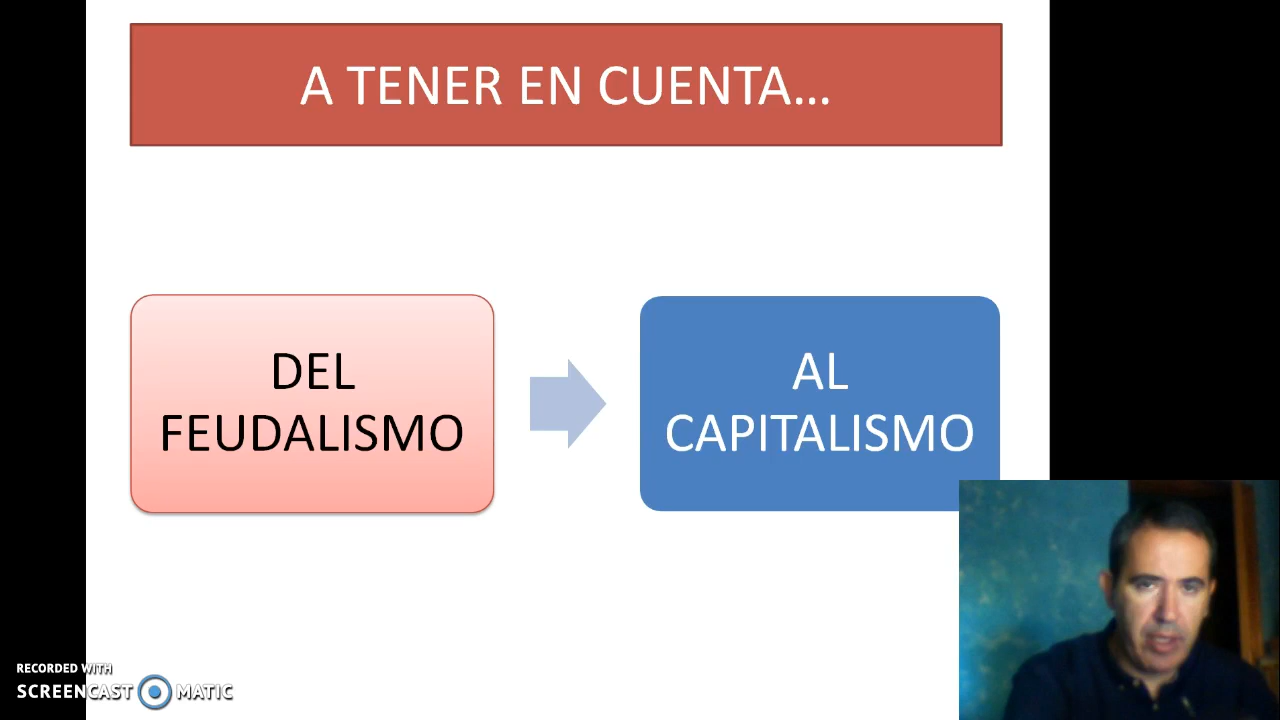 A TENER EN CUENTA...
DEL
FEUDALISMO
AL
CAPITALISMO
RECORDED WITH
SCREENCAST MATIC